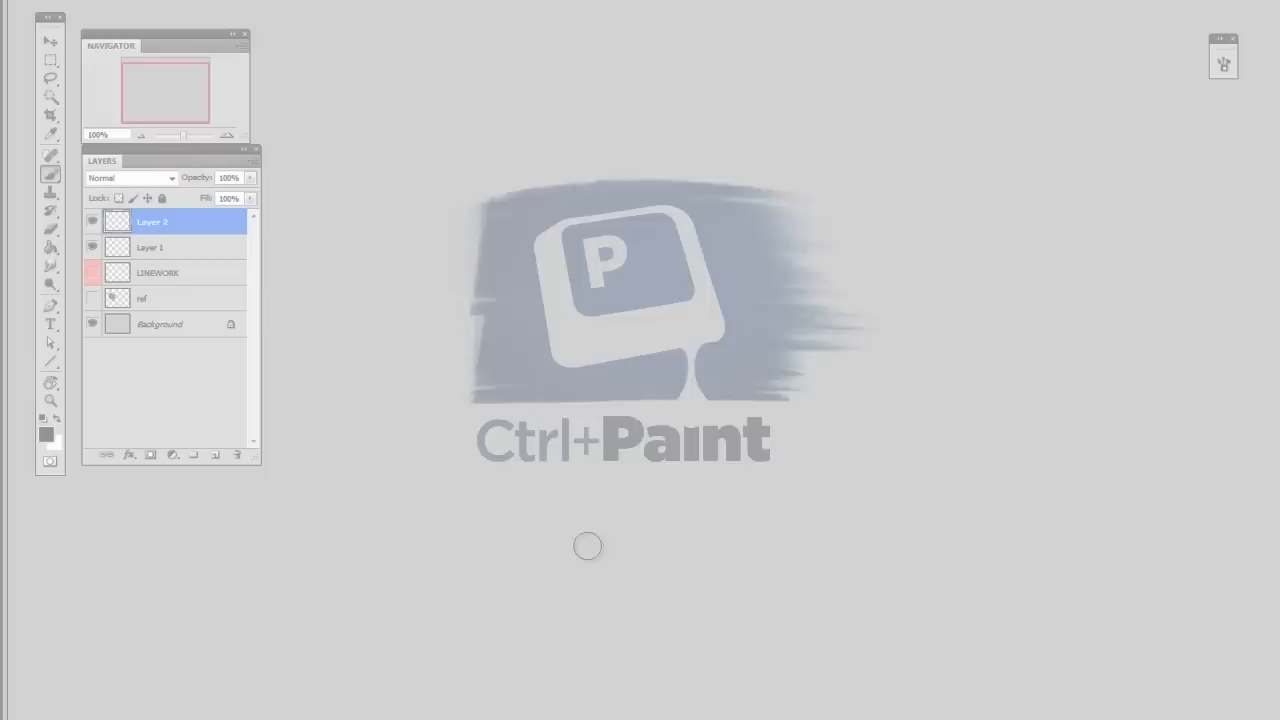 NAVIGATOR
100%
LAYERS
Normal
Opacity: 100%
Lock:
Fill: 100%
Layer 2
Layer 1
LINEWORK
ref
Background
P
Ctrl+Paint